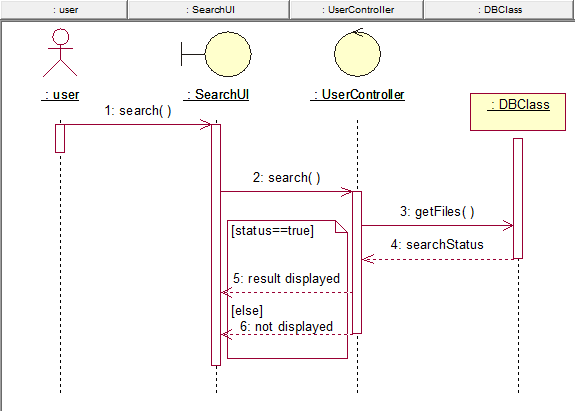 : user
: SearchUI
: UserController
: DBClass
: user
: SearchUI
: UserController
: DBClass
1: search( )
2: search( )
3: getFiles( )
[status==true]
4: searchStatus
5: result displayed
[else]
6: not displayed